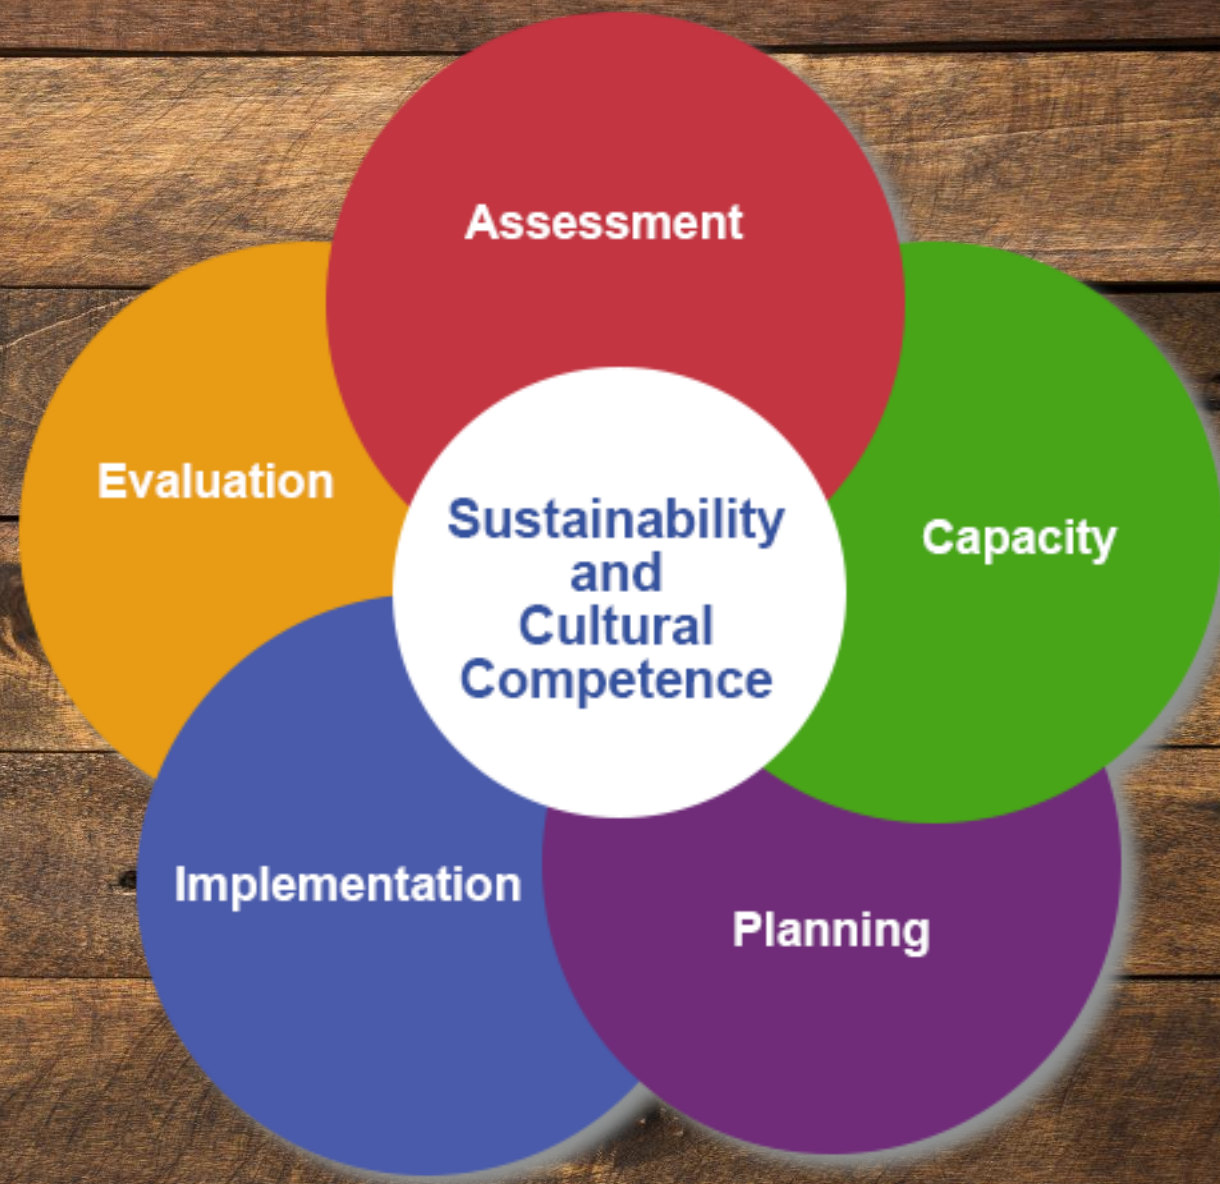 Assessment
Evaluation
Sustainability
and
Cultural
Competence
Capacity
Implementation
Planning